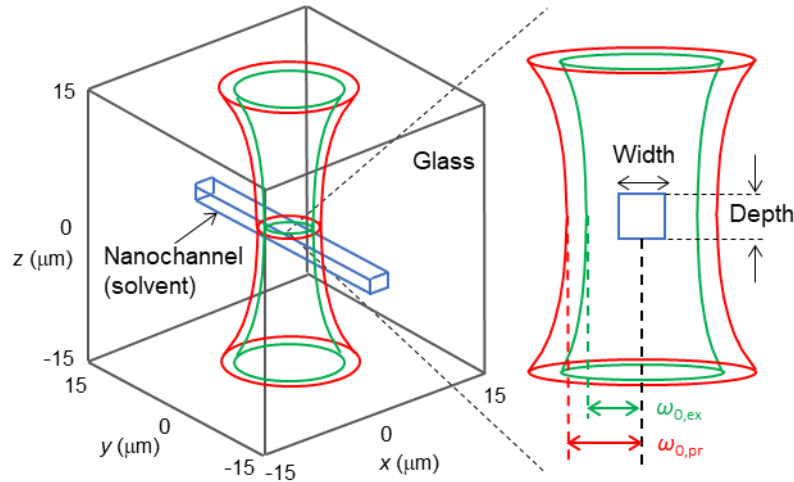 15
0
z (μm)
-15
15
0
y (μm)
-15
-15
0
x (μm)
15
Glass
Nanochannel
(solvent)
Width
Depth
ω0,ex
ω0,pr